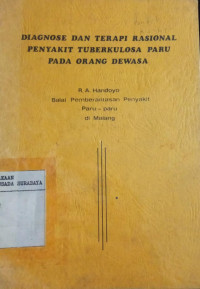 DIAGNOSE DAN TERAPI RASIONAL
PENYAKIT TUBERKULOSA PARU
PADA ORANG DEWASA
R.A. Handoyo
Balai Pemberantasan Penyakit
Paru - paru
di Malang
KAAN
SURABAYA